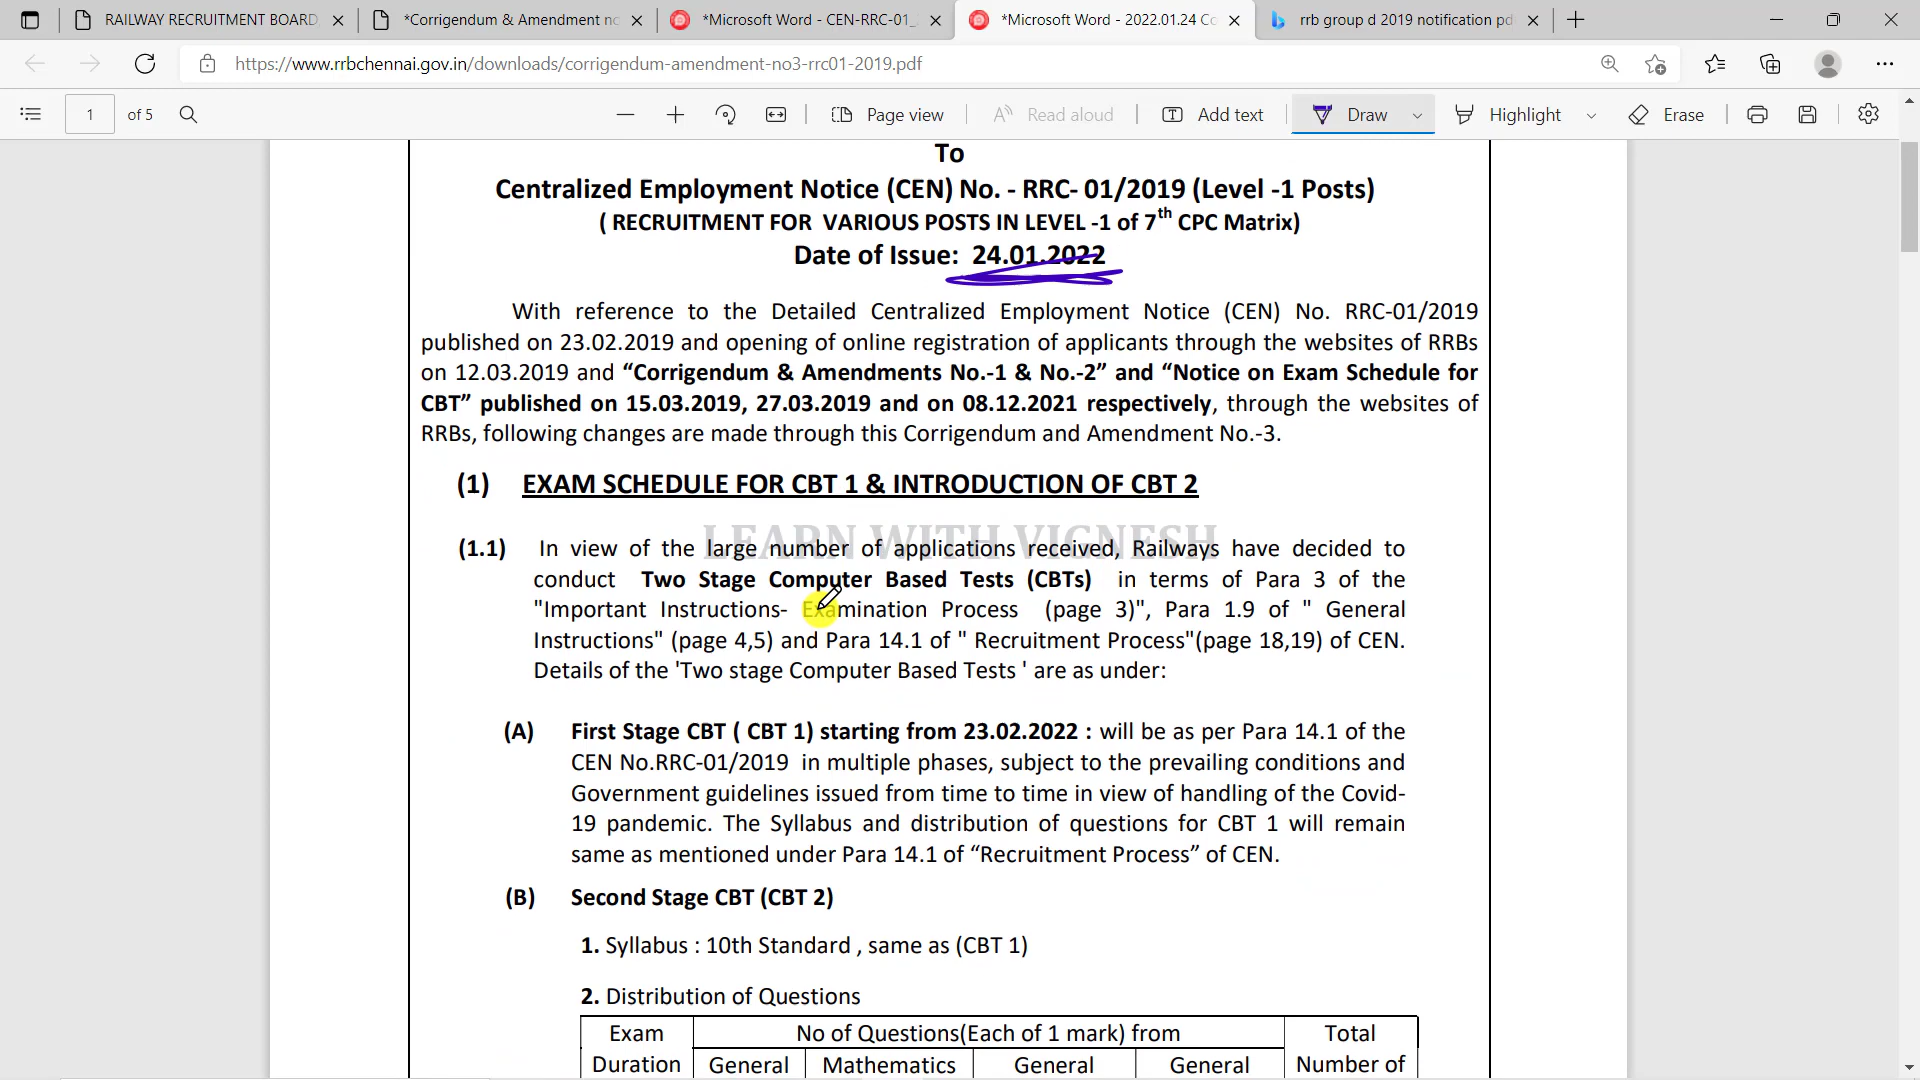 RAILWAY RECRUITMENT BOARD
*Corrigendum & Amendment no
*Microsoft Word - CEN-RRC-01_
*Microsoft Word - 2022.01.24 Co
rrb group d 2019 notification pd
https://www.rrbchennai.gov.in/downloads/corrigendum-amendment-no3-rrc01-2019.pdf
1 of 5 Page view Read aloud Add text Draw Highlight Erase
To
Centralized Employment Notice (CEN) No. - RRC- 01/2019 (Level -1 Posts)
( RECRUITMENT FOR VARIOUS POSTS IN LEVEL -1 of 7th CPC Matrix)
Date of Issue: 24.01.2022
With reference to the Detailed Centralized Employment Notice (CEN) No. RRC-01/2019
published on 23.02.2019 and opening of online registration of applicants through the websites of RRBs
on 12.03.2019 and “Corrigendum & Amendments No.-1 & No.-2” and “Notice on Exam Schedule for
CBT” published on 15.03.2019, 27.03.2019 and on 08.12.2021 respectively, through the websites of
RRBs, following changes are made through this Corrigendum and Amendment No.-3.
(1) EXAM SCHEDULE FOR CBT 1 & INTRODUCTION OF CBT 2
LEARN WITH VIGNESH
(1.1) In view of the large number of applications received, Railways have decided to
conduct Two Stage Computer Based Tests (CBTs) in terms of Para 3 of the
"Important Instructions- Examination Process (page 3)", Para 1.9 of " General
Instructions" (page 4,5) and Para 14.1 of " Recruitment Process"(page 18,19) of CEN.
Details of the 'Two stage Computer Based Tests ' are as under:
(A) First Stage CBT ( CBT 1) starting from 23.02.2022 : will be as per Para 14.1 of the
CEN No.RRC-01/2019 in multiple phases, subject to the prevailing conditions and
Government guidelines issued from time to time in view of handling of the Covid-
19 pandemic. The Syllabus and distribution of questions for CBT 1 will remain
same as mentioned under Para 14.1 of “Recruitment Process” of CEN.
(B) Second Stage CBT (CBT 2)
1. Syllabus : 10th Standard , same as (CBT 1)
2. Distribution of Questions
Exam No of Questions(Each of 1 mark) from Total
Duration General Mathematics General General Number of